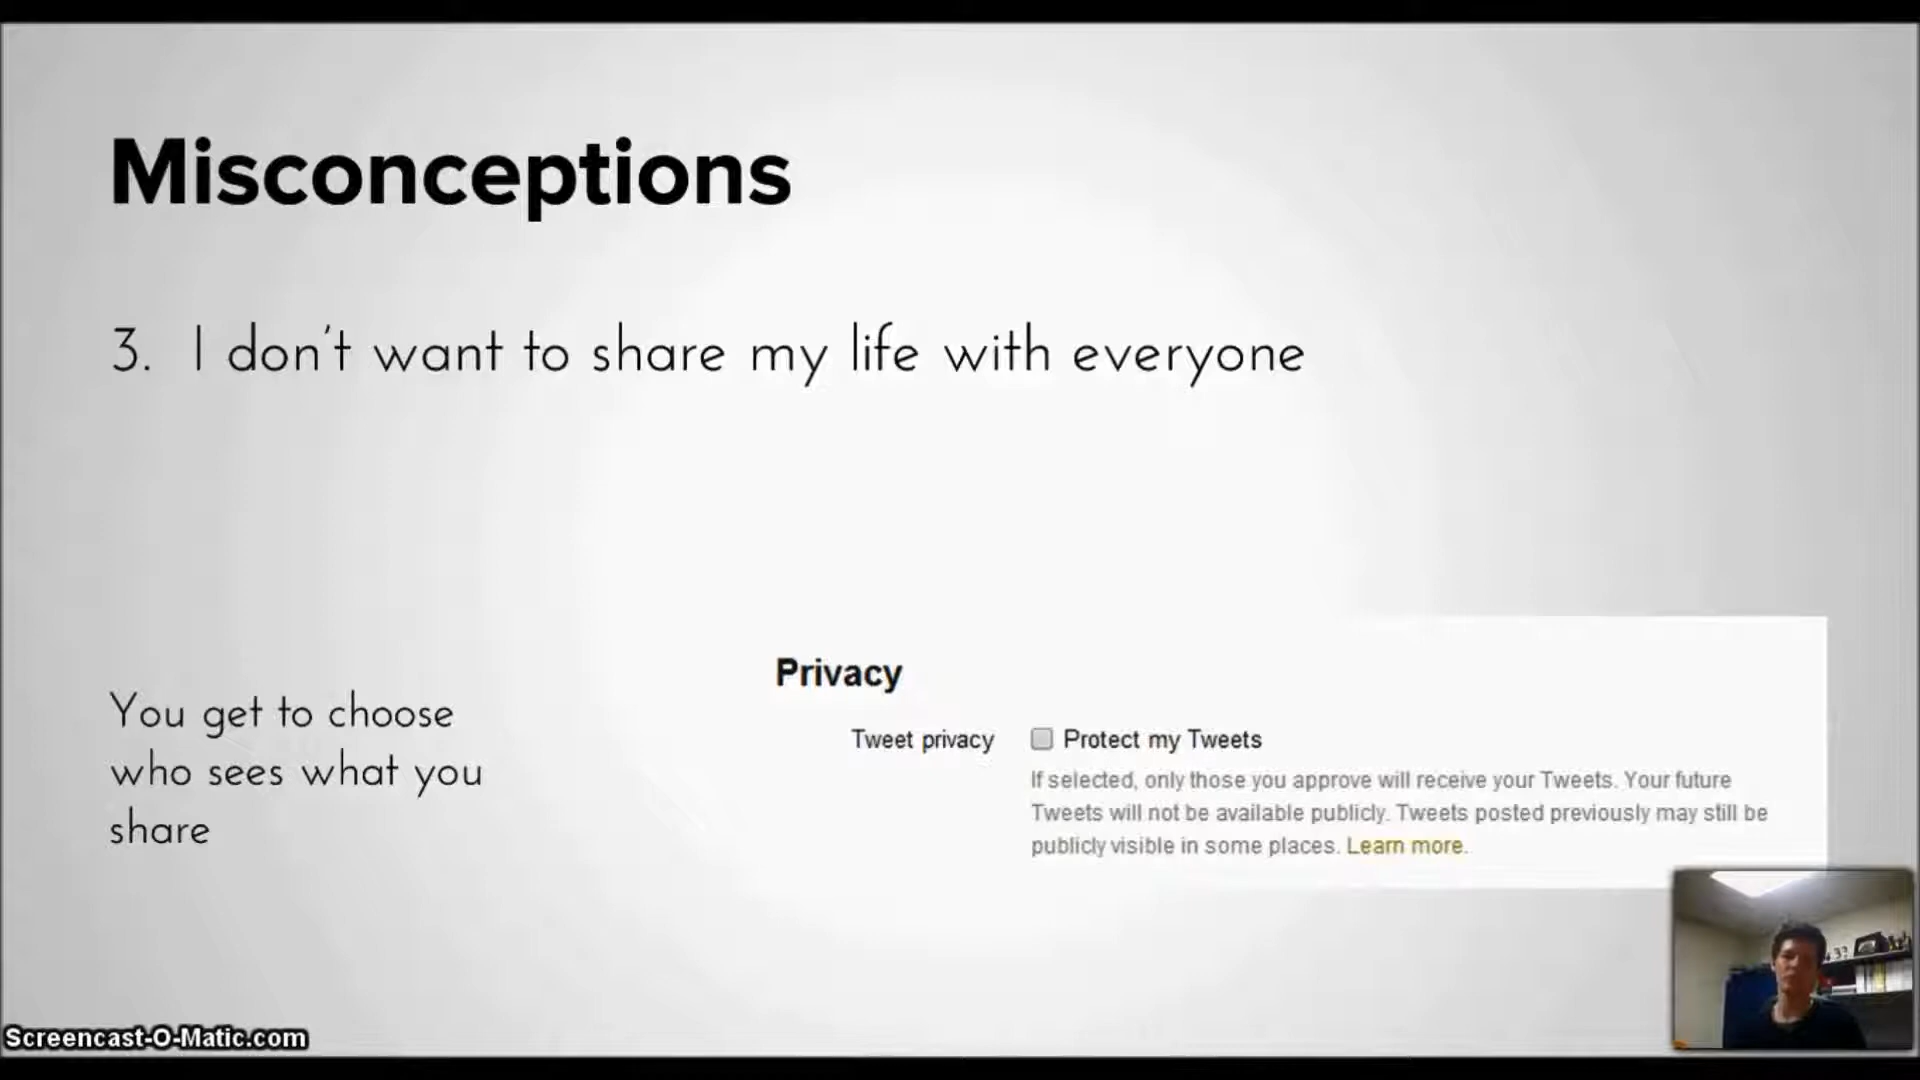 Misconceptions
3. I don't want to share my life with everyone
You get to choose
who sees what you
share
Privacy
Tweet privacy
Protect my Tweets
If selected, only those you approve will receive your Tweets. Your future
Tweets will not be available publicly. Tweets posted previously may still be
publicly visible in some places. Learn more.
Screencast-O-Matic.com